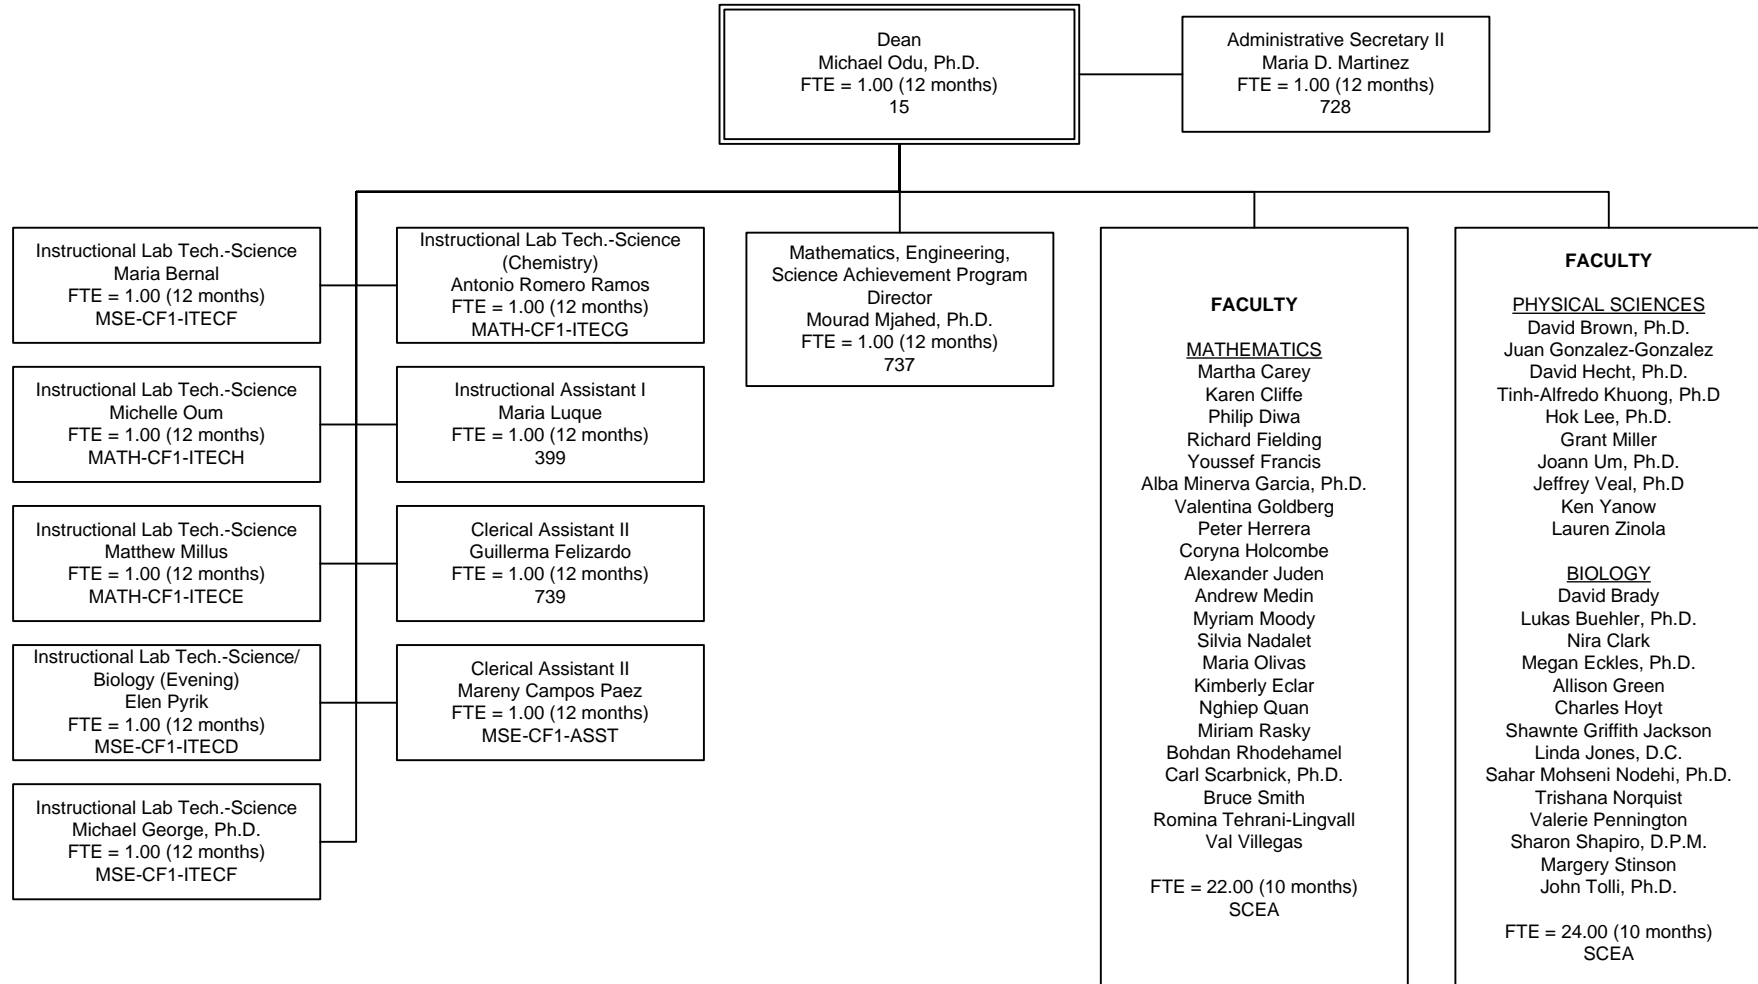 Dean
Michael Odu, Ph.D.
FTE = 1.00 (12 months)
15
Administrative Secretary II
Maria D. Martinez
FTE = 1.00 (12 months)
728
Instructional Lab Tech.-Science
Maria Bernal
FTE = 1.00 (12 months)
MSE-CF1-ITECF
Instructional Lab Tech.-Science
(Chemistry)
Antonio Romero Ramos
FTE = 1.00 (12 months)
MATH-CF1-ITECG
Instructional Lab Tech.-Science
Michelle Oum
FTE = 1.00 (12 months)
MATH-CF1-ITECH
Instructional Assistant I
Maria Luque
FTE = 1.00 (12 months)
399
Instructional Lab Tech.-Science
Matthew Millus
FTE = 1.00 (12 months)
MATH-CF1-ITECE
Clerical Assistant II
Guillerma Felizardo
FTE = 1.00 (12 months)
739
Instructional Lab Tech.-Science/
Biology (Evening)
Elen Pyrik
FTE = 1.00 (12 months)
MSE-CF1-ITECD
Clerical Assistant II
Mareny Campos Paez
FTE = 1.00 (12 months)
MSE-CF1-ASST
Instructional Lab Tech.-Science
Michael George, Ph.D.
FTE = 1.00 (12 months)
MSE-CF1-ITECF
Mathematics, Engineering,
Science Achievement Program
Director
Mourad Mjahed, Ph.D.
FTE = 1.00 (12 months)
737
FACULTY
MATHEMATICS
Martha Carey
Karen Cliffe
Philip Diwa
Richard Fielding
Youssef Francis
Alba Minerva Garcia, Ph.D.
Valentina Goldberg
Peter Herrera
Coryna Holcombe
Alexander Juden
Andrew Medin
Myriam Moody
Silvia Nadalet
Maria Olivas
Kimberly Eclar
Nghiep Quan
Miriam Rasky
Bohdan Rhodehamel
Carl Scarbnick, Ph.D.
Bruce Smith
Romina Tehrani-Lingvall
Val Villegas
FTE = 22.00 (10 months)
SCEA
FACULTY
PHYSICAL SCIENCES
David Brown, Ph.D.
Juan Gonzalez-Gonzalez
David Hecht, Ph.D.
Tinh-Alfredo Khuong, Ph.D
Hok Lee, Ph.D.
Grant Miller
Joann Um, Ph.D.
Jeffrey Veal, Ph.D
Ken Yanow
Lauren Zinola
BIOLOGY
David Brady
Lukas Buehler, Ph.D.
Nira Clark
Megan Eckles, Ph.D.
Allison Green
Charles Hoyt
Shawnte Griffith Jackson
Linda Jones, D.C.
Sahar Mohseni Nodehi, Ph.D.
Trishana Norquist
Valerie Pennington
Sharon Shapiro, D.P.M.
Margery Stinson
John Tolli, Ph.D.
FTE = 24.00 (10 months)
SCEA